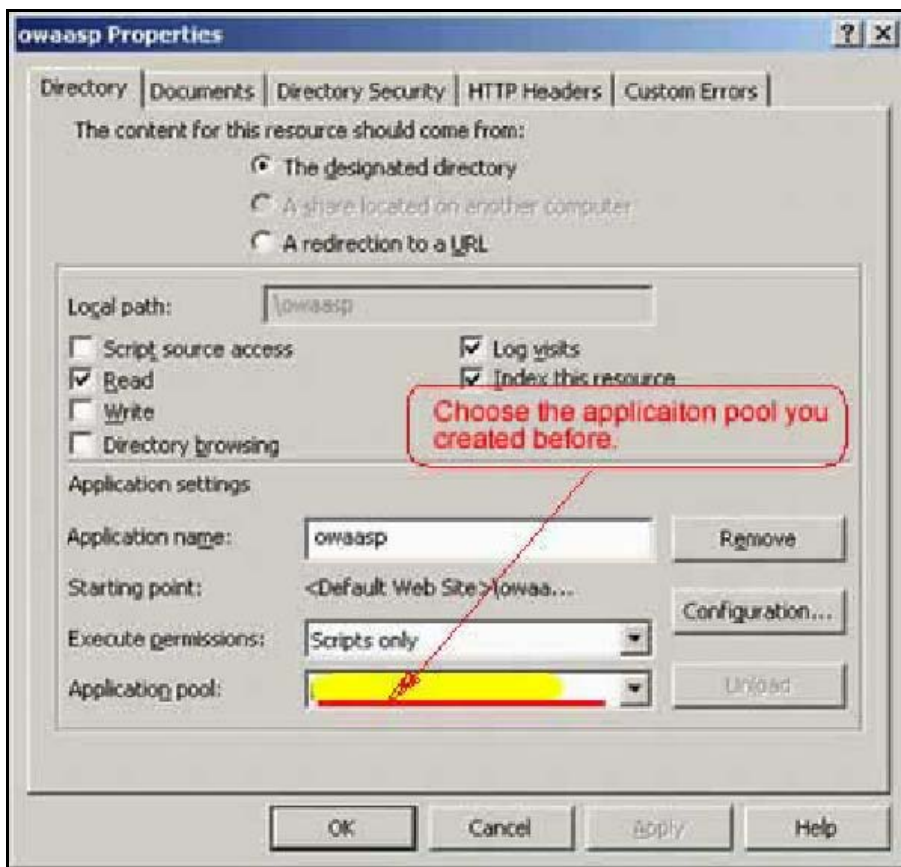 owaasp Properties
Directory Documents Directory Security HTTP Headers Custom Errors
The content for this resource should come from:
The designated directory
A share located on another computer
A redirection to a URL
Local path: \owaasp
Script source access Log visits
Read Index this resource
Write
Directory browsing
Choose the applicaiton pool you
created before.
Application settings
Application name: owaasp Remove
Starting point: <Default Web Site>\owaa...
Configuration...
Execute permissions: Scripts only
Application pool: Unload
OK Cancel Apply Help